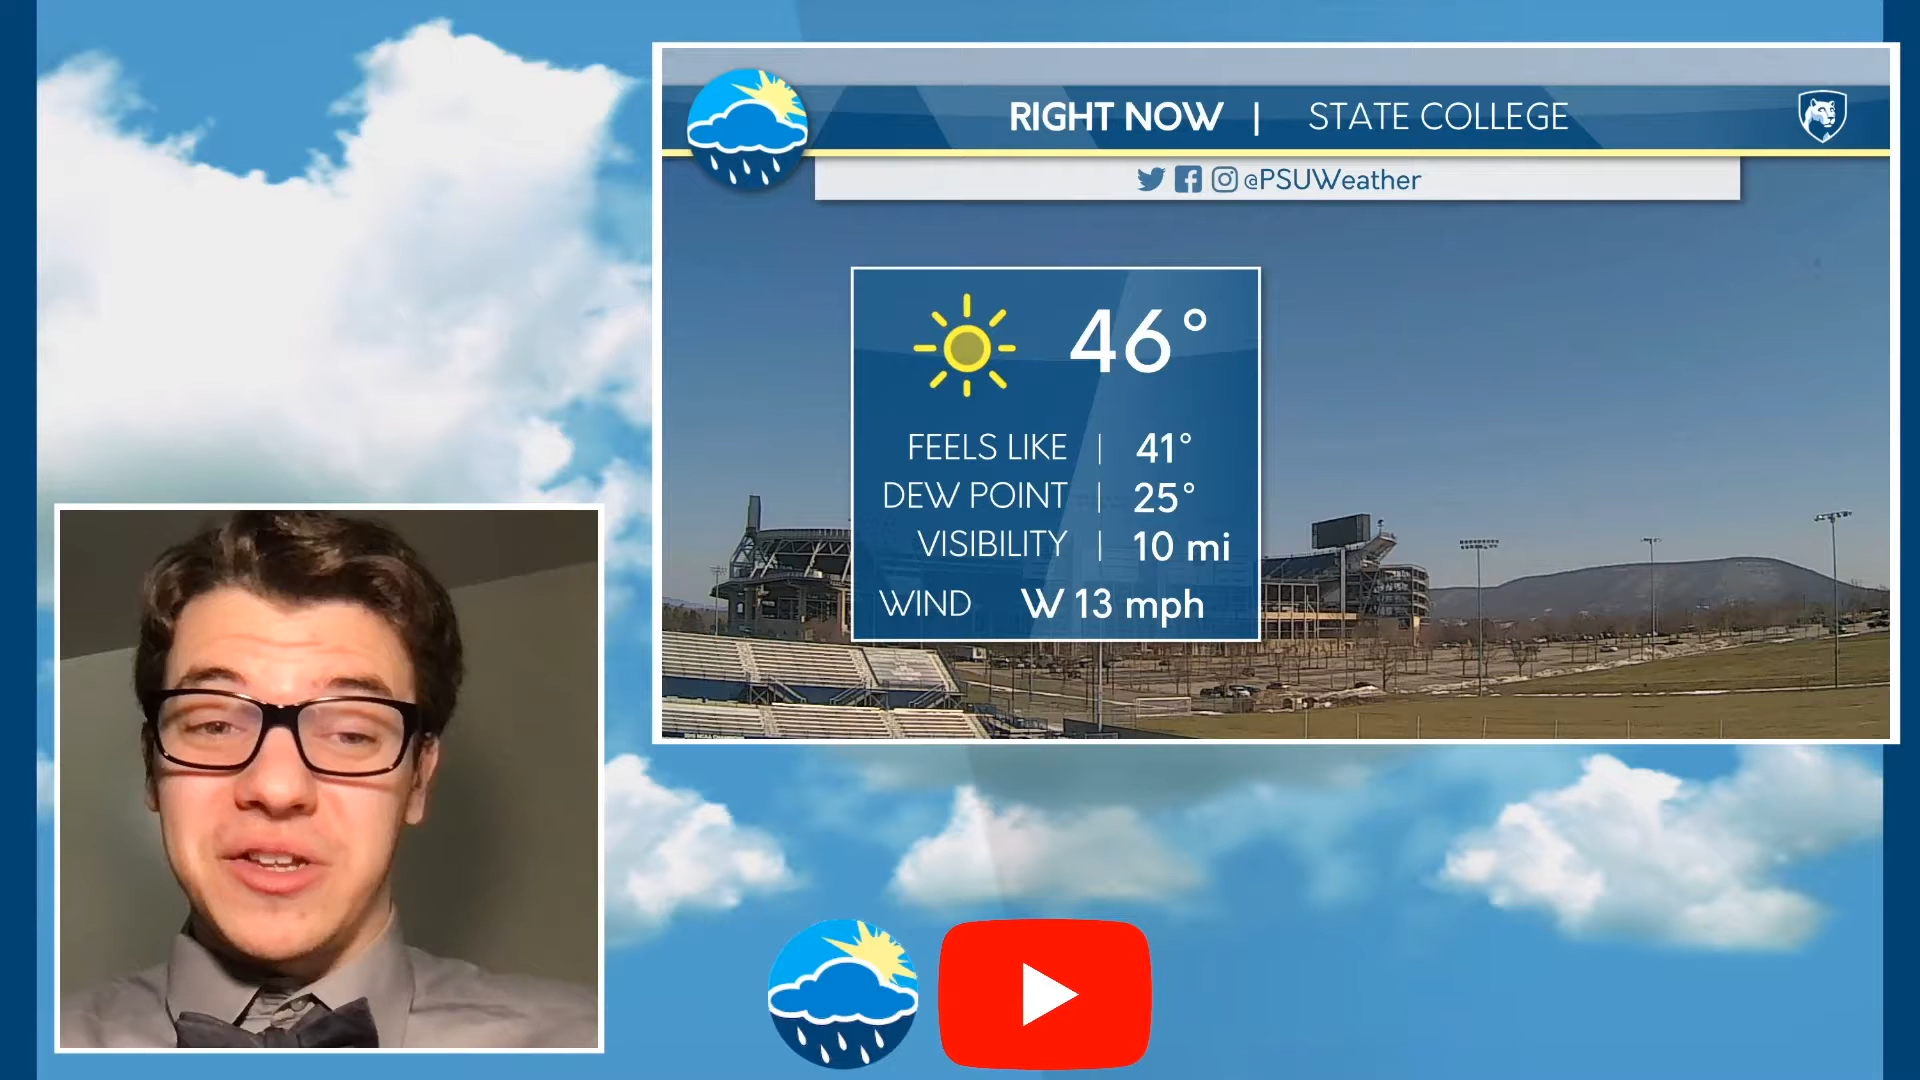 RIGHT NOW | STATE COLLEGE
@PSUWeather
46°
FEELS LIKE | 41°
DEW POINT | 25°
VISIBILITY | 10 mi
WIND W 13 mph